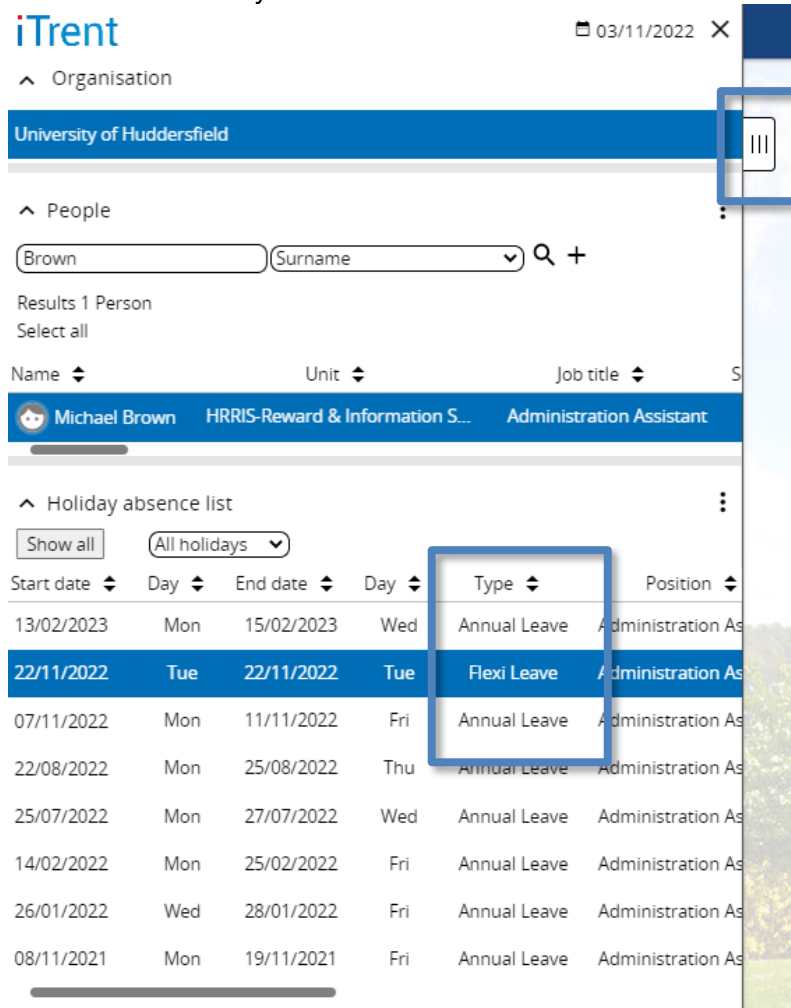 iTrent 03/11/2022
Organisation
University of Huddersfield
People
Brown Surname
Results 1 Person
Select all
Name Unit Job title S
Michael Brown HRRIS-Reward & Information S... Administration Assistant
Holiday absence list
Show all All holidays
Start date Day End date Day Type Position
13/02/2023 Mon 15/02/2023 Wed Annual Leave Administration As
22/11/2022 Tue 22/11/2022 Tue Flexi Leave Administration As
07/11/2022 Mon 11/11/2022 Fri Annual Leave Administration As
22/08/2022 Mon 25/08/2022 Thu Annual Leave Administration As
25/07/2022 Mon 27/07/2022 Wed Annual Leave Administration As
14/02/2022 Mon 25/02/2022 Fri Annual Leave Administration As
26/01/2022 Wed 28/01/2022 Fri Annual Leave Administration As
08/11/2021 Mon 19/11/2021 Fri Annual Leave Administration As